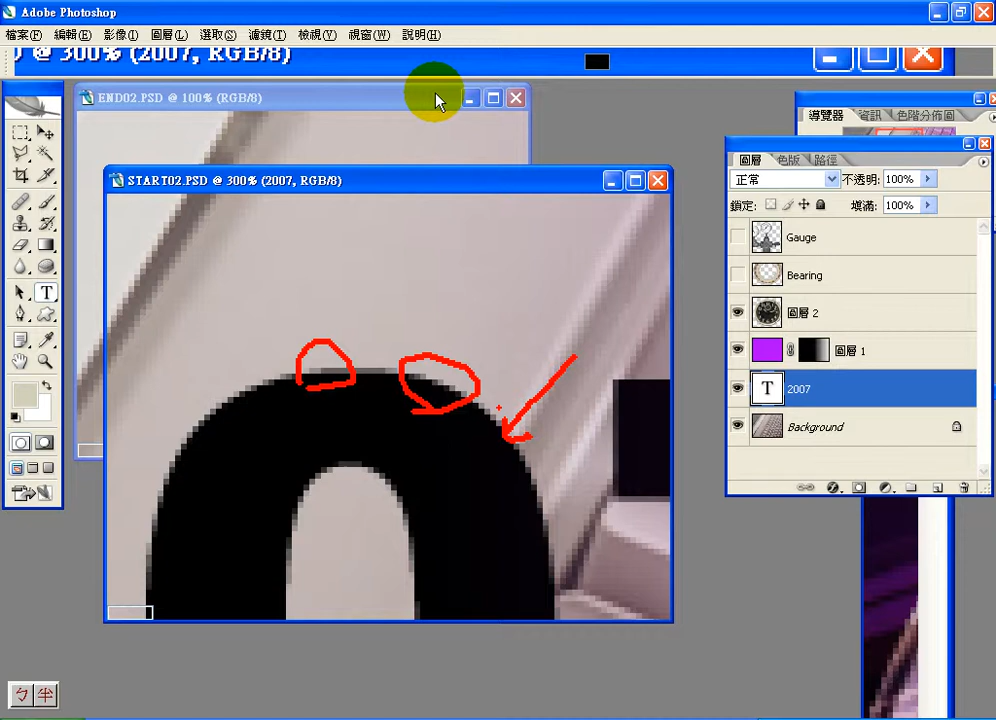 Adobe Photoshop
檔案(F) 編輯(E) 影像(I) 圖層(L) 選取(S) 濾鏡(T) 檢視(V) 視窗(W) 說明(H)
@ 300% (2007, RGB/8)
END02.PSD @ 100% (RGB/8)
導覽器 資訊 色階分佈圖
圖層 色版 路徑
START02.PSD @ 300% (2007, RGB/8)
正常 不透明: 100%
鎖定: 填滿: 100%
Gauge
Bearing
圖層 2
圖層 1
T 2007
Background
ㄅ 半